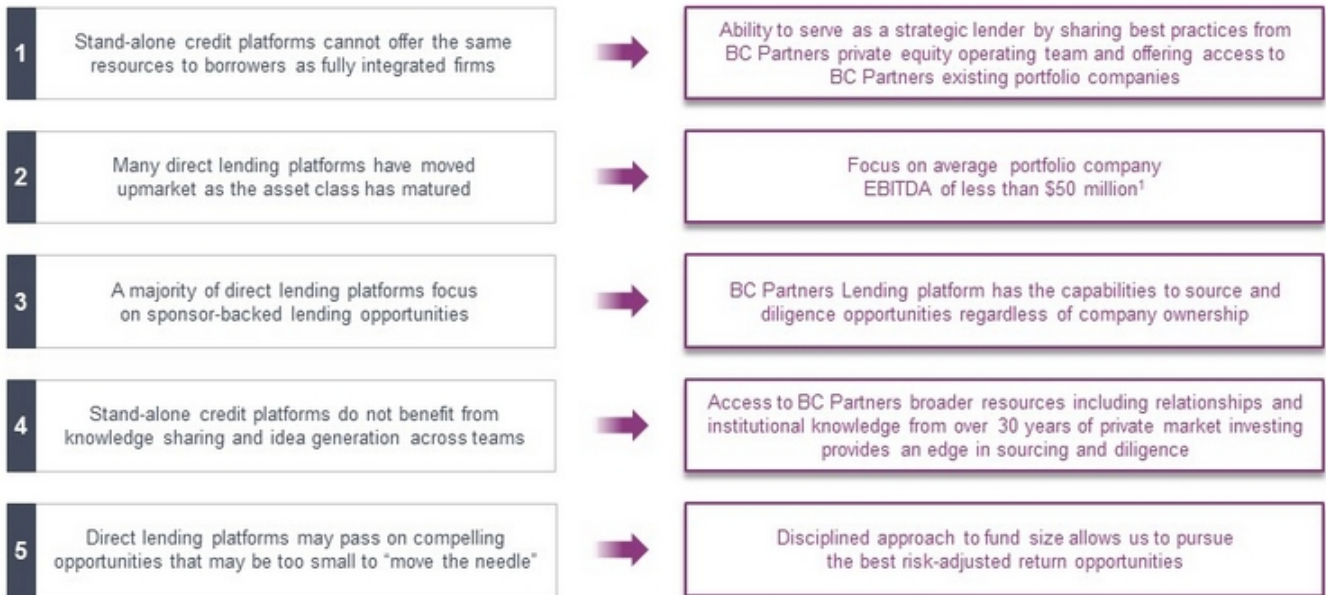 1
Stand-alone credit platforms cannot offer the same
resources to borrowers as fully integrated firms
Ability to serve as a strategic lender by sharing best practices from
BC Partners private equity operating team and offering access to
BC Partners existing portfolio companies
2
Many direct lending platforms have moved
upmarket as the asset class has matured
Focus on average portfolio company
EBITDA of less than $50 million¹
3
A majority of direct lending platforms focus
on sponsor-backed lending opportunities
BC Partners Lending platform has the capabilities to source and
diligence opportunities regardless of company ownership
4
Stand-alone credit platforms do not benefit from
knowledge sharing and idea generation across teams
Access to BC Partners broader resources including relationships and
institutional knowledge from over 30 years of private market investing
provides an edge in sourcing and diligence
5
Direct lending platforms may pass on compelling
opportunities that may be too small to “move the needle”
Disciplined approach to fund size allows us to pursue
the best risk-adjusted return opportunities